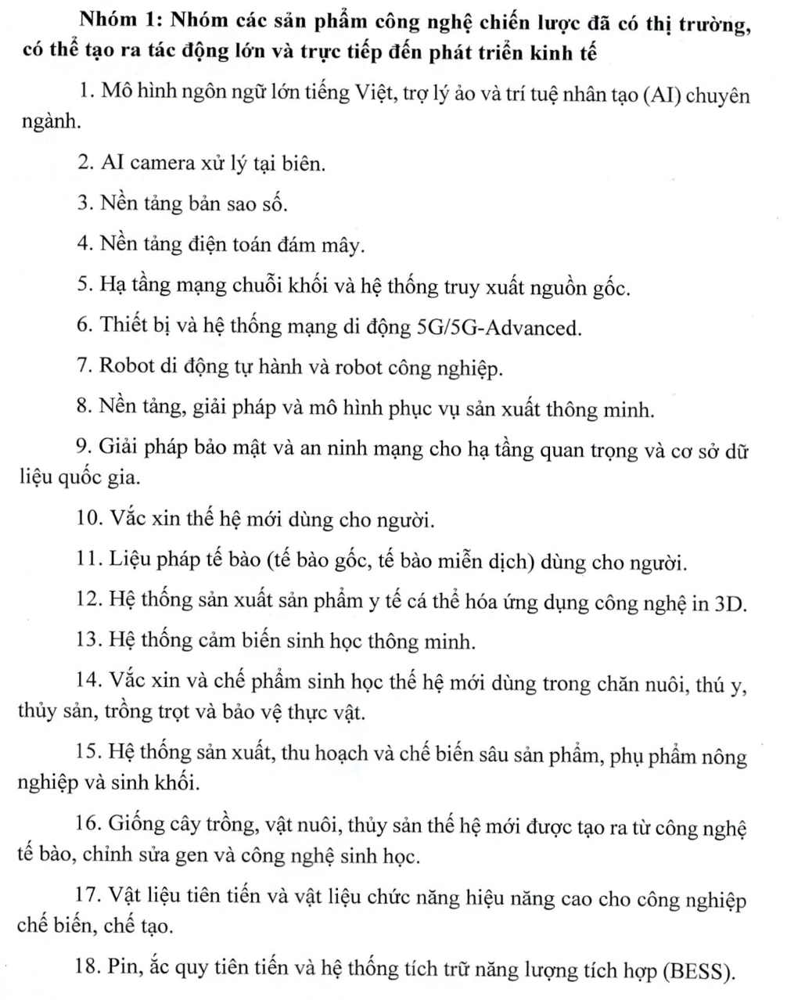 Nhóm 1: Nhóm các sản phẩm công nghệ chiến lược đã có thị trường,
có thể tạo ra tác động lớn và trực tiếp đến phát triển kinh tế
1. Mô hình ngôn ngữ lớn tiếng Việt, trợ lý ảo và trí tuệ nhân tạo (AI) chuyên
ngành.
2. AI camera xử lý tại biên.
3. Nền tảng bản sao số.
4. Nền tảng điện toán đám mây.
5. Hạ tầng mạng chuỗi khối và hệ thống truy xuất nguồn gốc.
6. Thiết bị và hệ thống mạng di động 5G/5G-Advanced.
7. Robot di động tự hành và robot công nghiệp.
8. Nền tảng, giải pháp và mô hình phục vụ sản xuất thông minh.
9. Giải pháp bảo mật và an ninh mạng cho hạ tầng quan trọng và cơ sở dữ
liệu quốc gia.
10. Vắc xin thế hệ mới dùng cho người.
11. Liệu pháp tế bào (tế bào gốc, tế bào miễn dịch) dùng cho người.
12. Hệ thống sản xuất sản phẩm y tế cá thể hóa ứng dụng công nghệ in 3D.
13. Hệ thống cảm biến sinh học thông minh.
14. Vắc xin và chế phẩm sinh học thế hệ mới dùng trong chăn nuôi, thú y,
thủy sản, trồng trọt và bảo vệ thực vật.
15. Hệ thống sản xuất, thu hoạch và chế biến sâu sản phẩm, phụ phẩm nông
nghiệp và sinh khối.
16. Giống cây trồng, vật nuôi, thủy sản thế hệ mới được tạo ra từ công nghệ
tế bào, chỉnh sửa gen và công nghệ sinh học.
17. Vật liệu tiên tiến và vật liệu chức năng hiệu năng cao cho công nghiệp
chế biến, chế tạo.
18. Pin, ắc quy tiên tiến và hệ thống tích trữ năng lượng tích hợp (BESS).